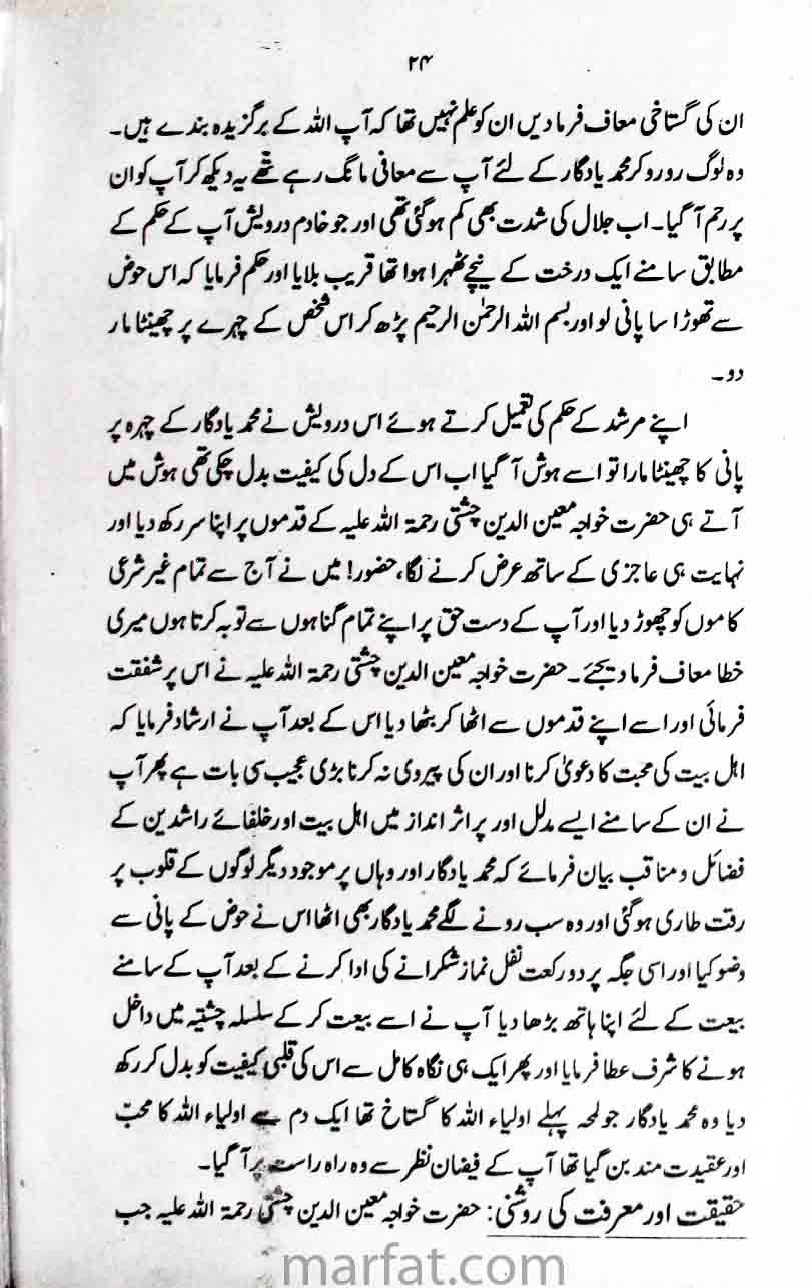 ۲۴
ان کی گستاخی معاف فرما دیں ان کو علم نہیں تھا کہ آپ اللہ کے برگزیدہ بندے ہیں۔
وہ لوگ رو رو کر محمد یادگار کے لئے آپ سے معافی مانگ رہے تھے یہ دیکھ کر آپ کو ان
پر رحم آ گیا۔ اب جلال کی شدت بھی کم ہو گئی تھی اور جو خادم درویش آپ کے حکم کے
مطابق سامنے ایک درخت کے نیچے ٹھہرا ہوا تھا قریب بلایا اور حکم فرمایا کہ اس حوض
سے تھوڑا سا پانی لو اور بسم اللہ الرحمٰن الرحیم پڑھ کر اس شخص کے چہرے پر چھینٹا مار
دو۔
اپنے مرشد کے حکم کی تعمیل کرتے ہوئے اس درویش نے محمد یادگار کے چہرہ پر
پانی کا چھینٹا مارا تو اسے ہوش آ گیا اب اس کے دل کی کیفیت بدل چکی تھی ہوش میں
آتے ہی حضرت خواجہ معین الدین چشتی رحمۃ اللہ علیہ کے قدموں پر اپنا سر رکھ دیا اور
نہایت ہی عاجزی کے ساتھ عرض کرنے لگا، حضور! میں نے آج سے تمام غیر شرعی
کاموں کو چھوڑ دیا اور آپ کے دست حق پر اپنے تمام گناہوں سے توبہ کرتا ہوں میری
خطا معاف فرما دیجئے۔ حضرت خواجہ معین الدین چشتی رحمۃ اللہ علیہ نے اس پر شفقت
فرمائی اور اسے اپنے قدموں سے اٹھا کر بٹھا دیا اس کے بعد آپ نے ارشاد فرمایا کہ
اہل بیت کی محبت کا دعویٰ کرنا اور ان کی پیروی نہ کرنا بڑی عجیب سی بات ہے پھر آپ
نے ان کے سامنے ایسے مدلل اور پر اثر انداز میں اہل بیت اور خلفائے راشدین کے
فضائل و مناقب بیان فرمائے کہ محمد یادگار اور وہاں پر موجود دیگر لوگوں کے قلوب پر
رقت طاری ہو گئی اور وہ سب رونے لگے محمد یادگار بھی اٹھا اس نے حوض کے پانی سے
وضو کیا اور اسی جگہ پر دو رکعت نفل نماز شکرانے کی ادا کرنے کے بعد آپ کے سامنے
بیعت کے لئے اپنا ہاتھ بڑھا دیا آپ نے اسے بیعت کر کے سلسلہ چشتیہ میں داخل
ہونے کا شرف عطا فرمایا اور پھر ایک ہی نگاہ کامل سے اس کی قلبی کیفیت کو بدل کر رکھ
دیا وہ محمد یادگار جو لمحہ پہلے اولیاء اللہ کا گستاخ تھا ایک دم سے اولیاء اللہ کا محبّ
اور عقیدت مند بن گیا تھا آپ کے فیضان نظر سے وہ راہ راست پر آ گیا۔
حقیقت اور معرفت کی روشنی: حضرت خواجہ معین الدین چشتی رحمۃ اللہ علیہ جب
marfat.com